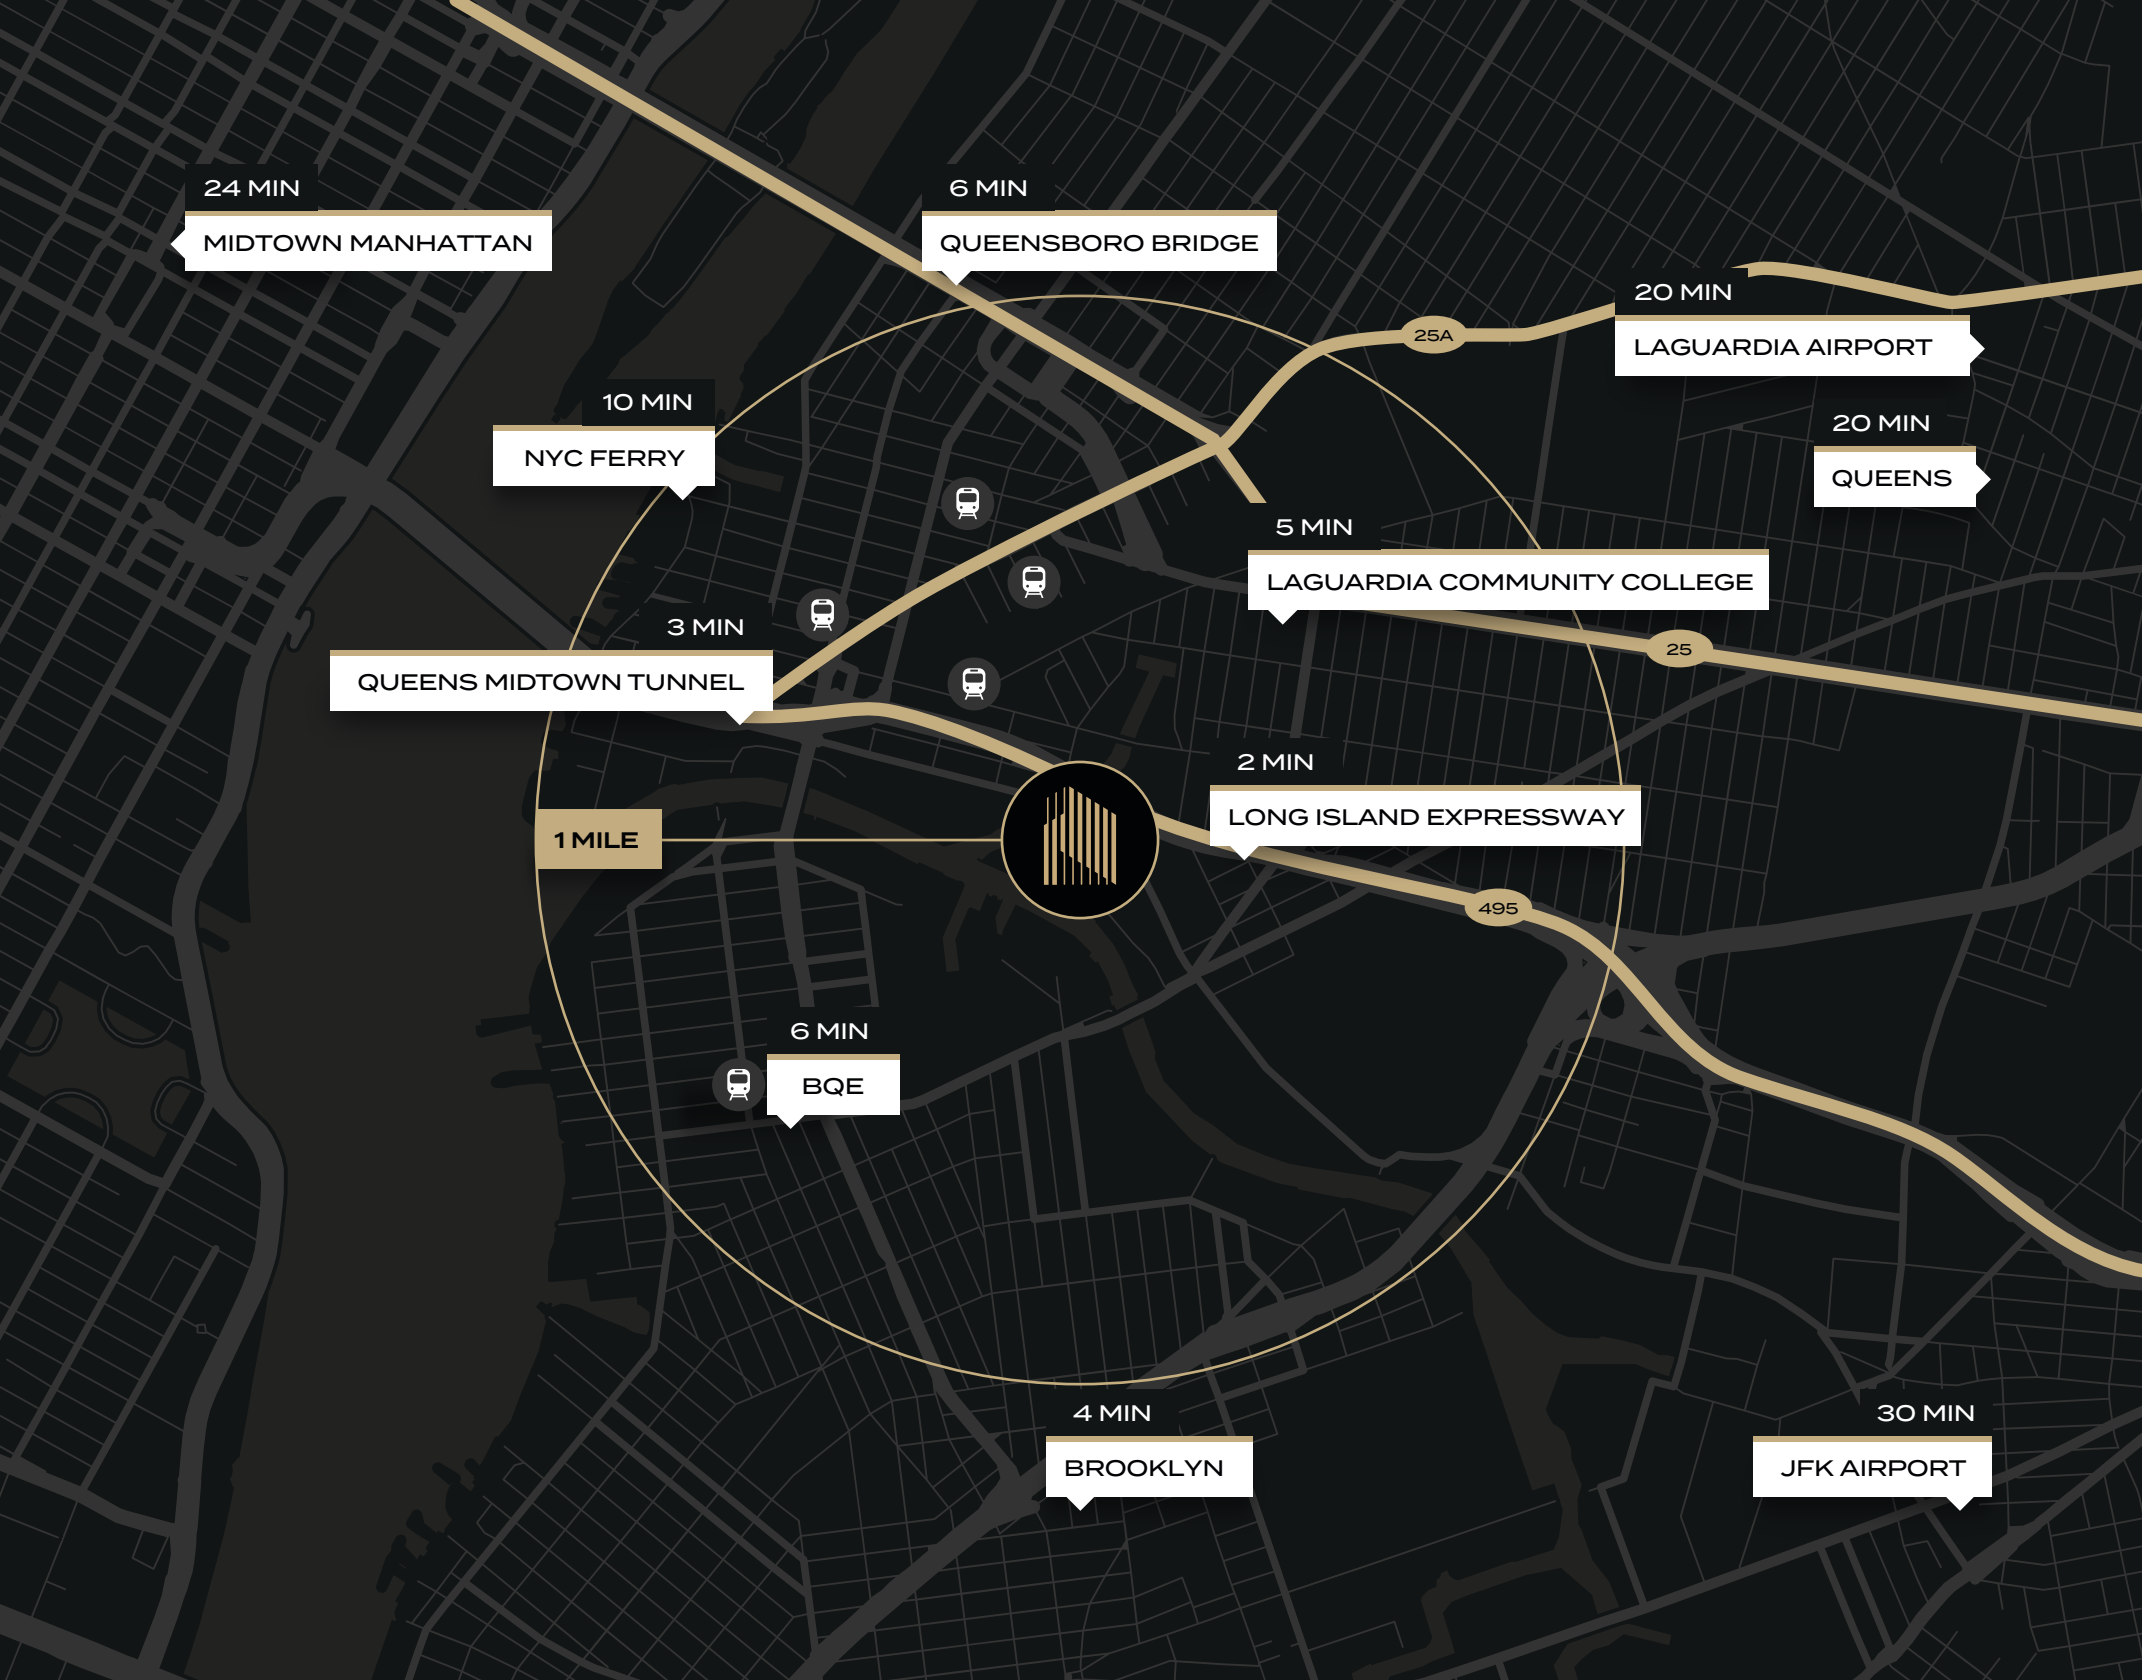 24 MIN
MIDTOWN MANHATTAN
6 MIN
QUEENSBORO BRIDGE
20 MIN
LAGUARDIA AIRPORT
25A
10 MIN
NYC FERRY
20 MIN
QUEENS
5 MIN
LAGUARDIA COMMUNITY COLLEGE
3 MIN
QUEENS MIDTOWN TUNNEL
25
2 MIN
LONG ISLAND EXPRESSWAY
1 MILE
495
6 MIN
BQE
4 MIN
BROOKLYN
30 MIN
JFK AIRPORT